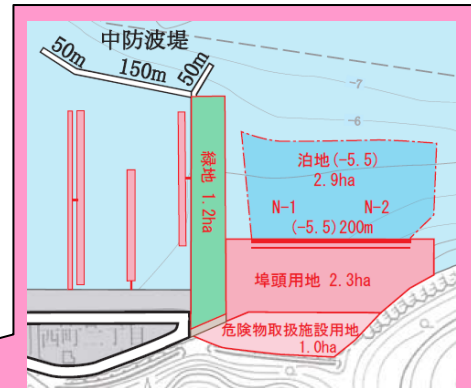 中防波堤
50m
150m
50m
-7
-6
緑地 1.2ha
泊地(-5.5)
2.9ha
N-1 N-2
(-5.5)200m
埠頭用地 2.3ha
危険物取扱施設用地
1.0ha
西町